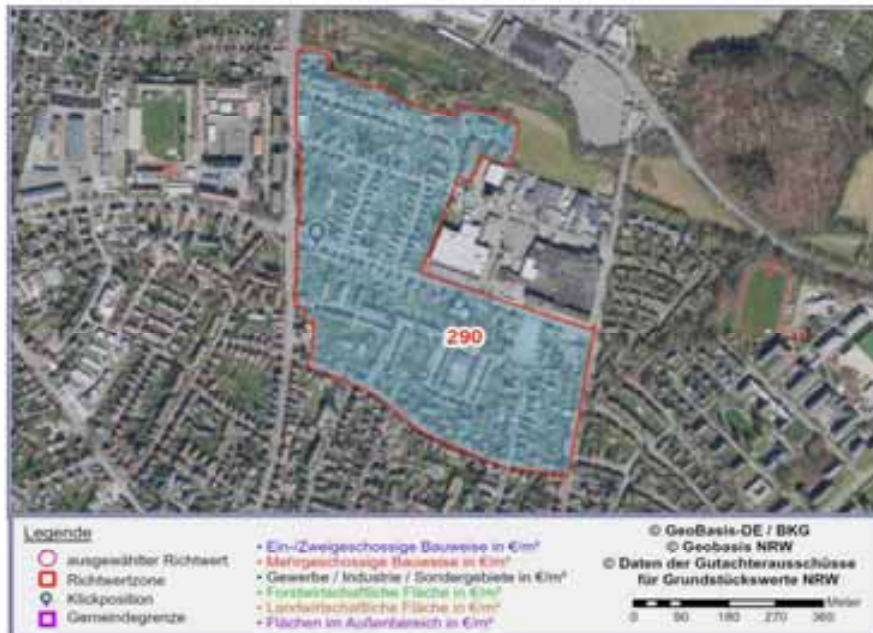 290
Legende
ausgewählter Richtwert
Richtwertzone
Klickposition
Gemeindegrenze
• Ein-/Zweigeschossige Bauweise in €/m²
• Mehrgeschossige Bauweise in €/m²
• Gewerbe / Industrie / Sondergebiete in €/m²
• Forstwirtschaftliche Fläche in €/m²
• Landwirtschaftliche Fläche in €/m²
• Flächen im Außenbereich in €/m²
© GeoBasis-DE / BKG
© Geobasis NRW
© Daten der Gutachterausschüsse
für Grundstückswerte NRW
Meter
0 90 180 270 360